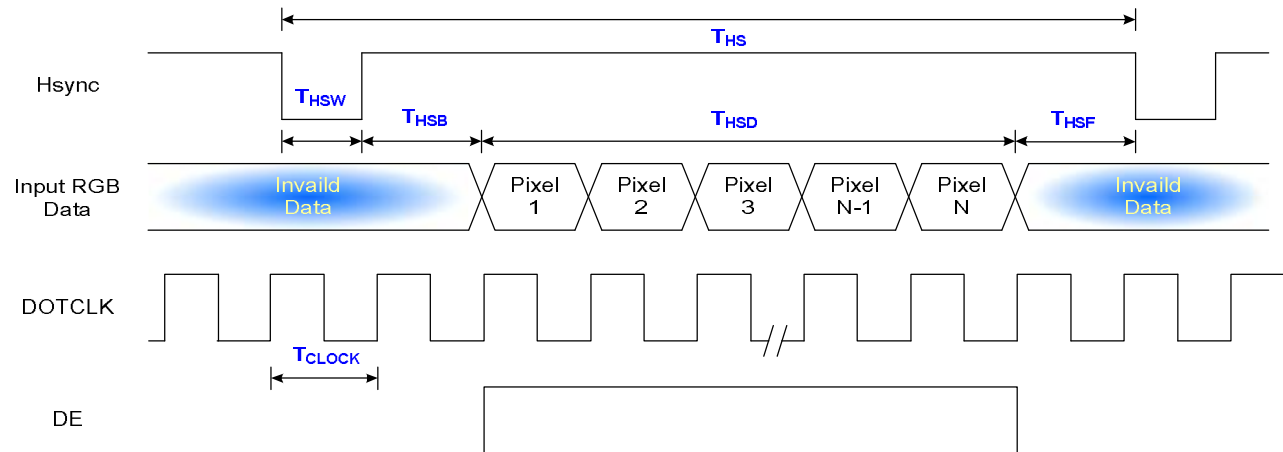 THS
Hsync
THSW
THSB
THSD
THSF
Input RGB
Data
Invaild
Data
Pixel
1
Pixel
2
Pixel
3
Pixel
N-1
Pixel
N
Invaild
Data
DOTCLK
TCLOCK
DE